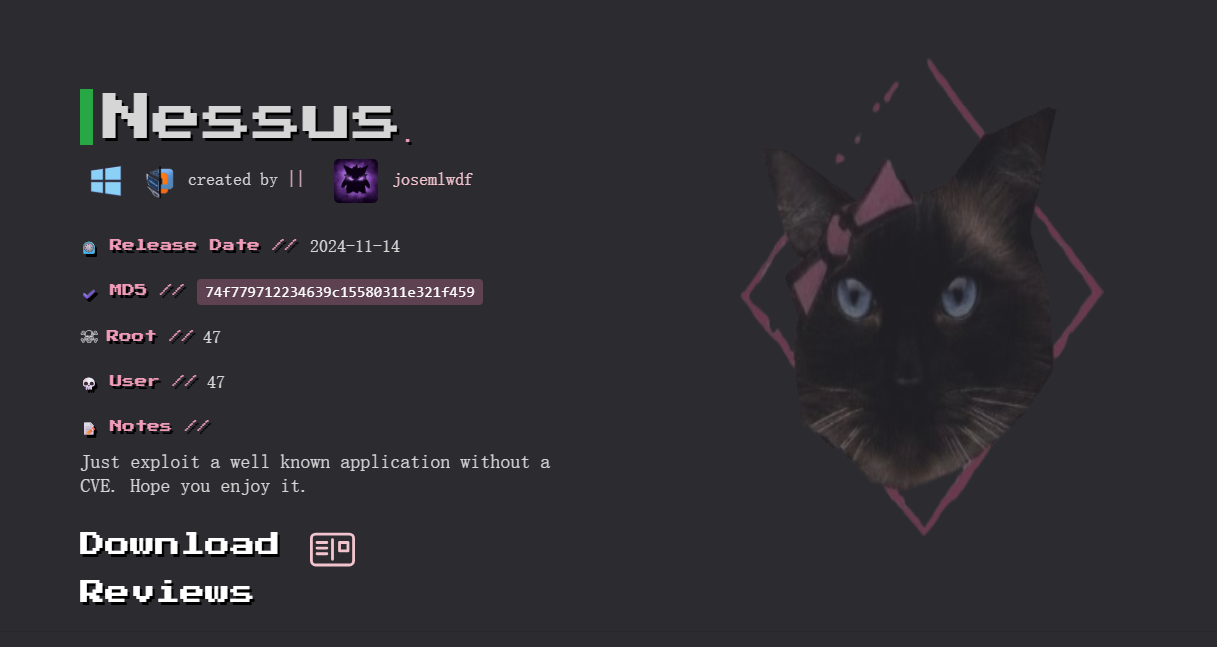 Nessus.
created by || josemlwdf
Release Date // 2024-11-14
MD5 // 74f779712234639c15580311e321f459
Root // 47
User // 47
Notes //
Just exploit a well known application without a
CVE. Hope you enjoy it.
Download
Reviews